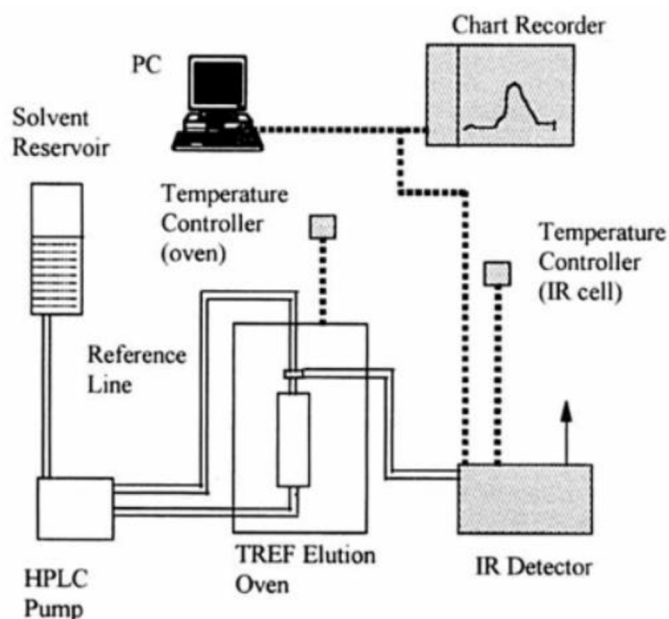 Chart Recorder
PC
Solvent
Reservoir
Temperature
Controller
(oven)
Temperature
Controller
(IR cell)
Reference
Line
TREF Elution
Oven
IR Detector
HPLC
Pump